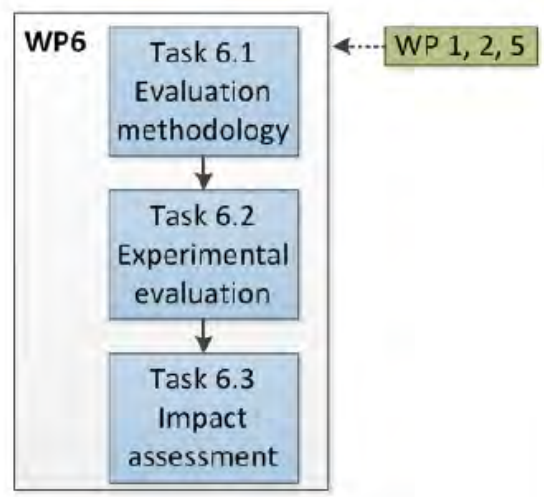 WP6
Task 6.1
Evaluation
methodology
WP 1, 2, 5
Task 6.2
Experimental
evaluation
Task 6.3
Impact
assessment